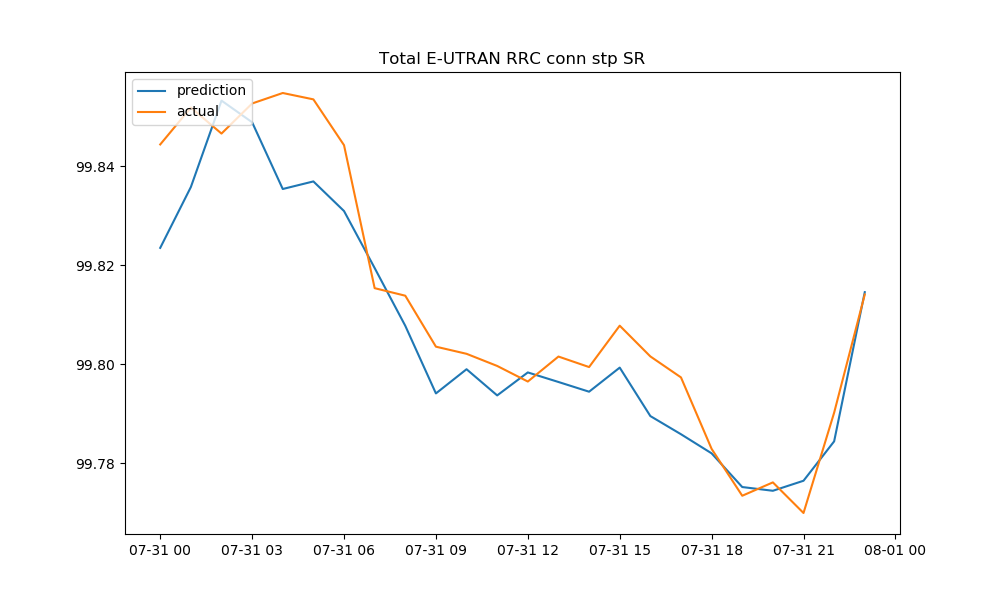 Total E-UTRAN RRC conn stp SR
prediction
actual
99.84
99.82
99.80
99.78
07-31 00 07-31 03 07-31 06 07-31 09 07-31 12 07-31 15 07-31 18 07-31 21 08-01 00